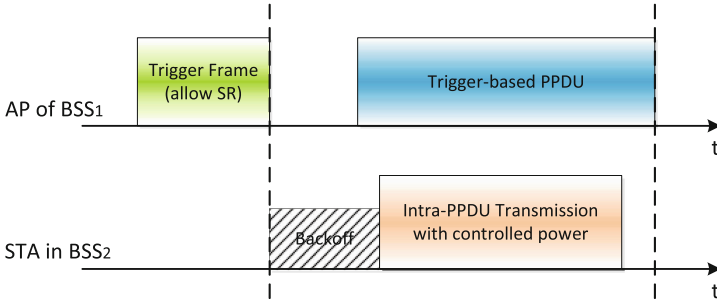 Trigger Frame
(allow SR)
Trigger-based PPDU
AP of BSS1
t
Intra-PPDU Transmission
with controlled power
Backoff
STA in BSS2
t